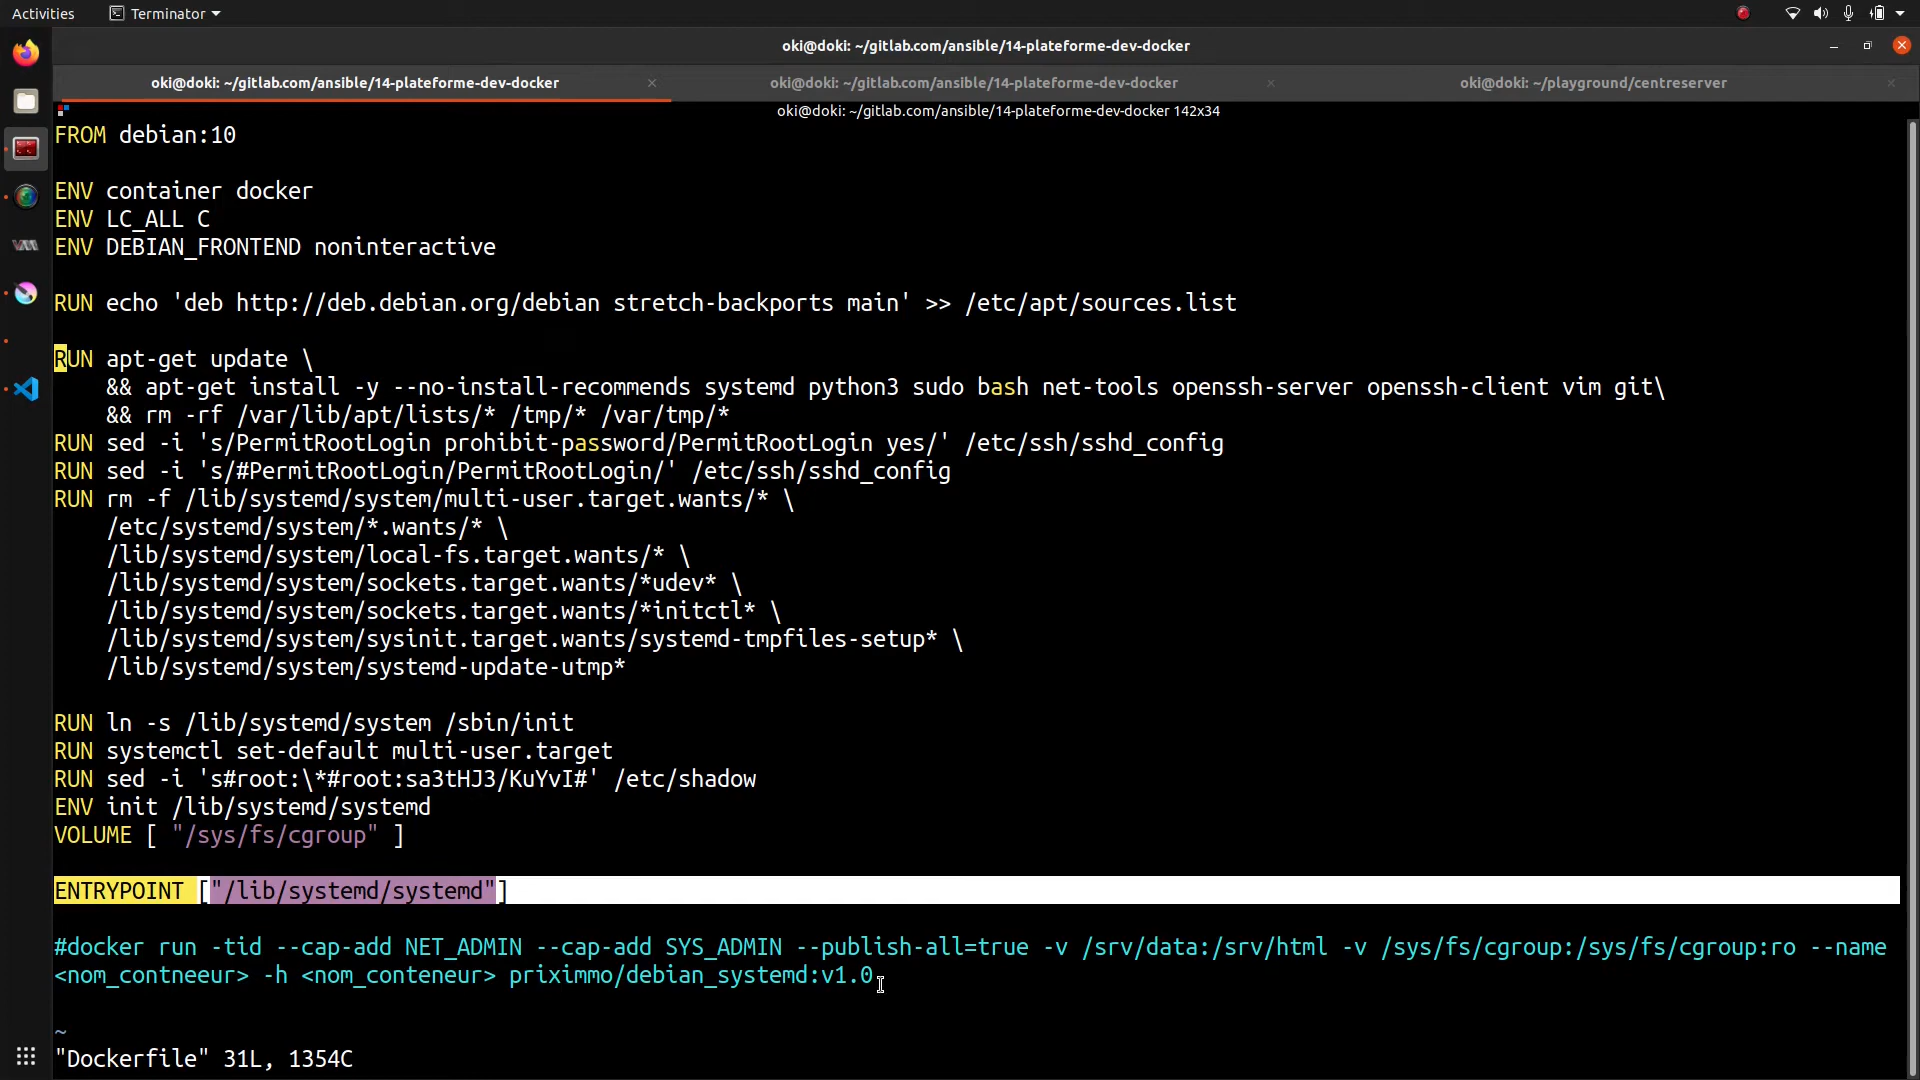 Activities
Terminator
oki@doki: ~/gitlab.com/ansible/14-plateforme-dev-docker
oki@doki: ~/gitlab.com/ansible/14-plateforme-dev-docker
oki@doki: ~/gitlab.com/ansible/14-plateforme-dev-docker
oki@doki: ~/playground/centreserver
oki@doki: ~/gitlab.com/ansible/14-plateforme-dev-docker 142x34
FROM debian:10
ENV container docker
ENV LC_ALL C
ENV DEBIAN_FRONTEND noninteractive
RUN echo 'deb http://deb.debian.org/debian stretch-backports main' >> /etc/apt/sources.list
RUN apt-get update \
&& apt-get install -y --no-install-recommends systemd python3 sudo bash net-tools openssh-server openssh-client vim git\
&& rm -rf /var/lib/apt/lists/* /tmp/* /var/tmp/*
RUN sed -i 's/PermitRootLogin prohibit-password/PermitRootLogin yes/' /etc/ssh/sshd_config
RUN sed -i 's/#PermitRootLogin/PermitRootLogin/' /etc/ssh/sshd_config
RUN rm -f /lib/systemd/system/multi-user.target.wants/* \
/etc/systemd/system/*.wants/* \
/lib/systemd/system/local-fs.target.wants/* \
/lib/systemd/system/sockets.target.wants/*udev* \
/lib/systemd/system/sockets.target.wants/*initctl* \
/lib/systemd/system/sysinit.target.wants/systemd-tmpfiles-setup* \
/lib/systemd/system/systemd-update-utmp*
RUN ln -s /lib/systemd/system /sbin/init
RUN systemctl set-default multi-user.target
RUN sed -i 's#root:\*#root:sa3tHJ3/KuYvI#' /etc/shadow
ENV init /lib/systemd/systemd
VOLUME [ "/sys/fs/cgroup" ]
ENTRYPOINT ["/lib/systemd/systemd"]
#docker run -tid --cap-add NET_ADMIN --cap-add SYS_ADMIN --publish-all=true -v /srv/data:/srv/html -v /sys/fs/cgroup:/sys/fs/cgroup:ro --name
<nom_contneeur> -h <nom_conteneur> priximmo/debian_systemd:v1.0
~
"Dockerfile" 31L, 1354C